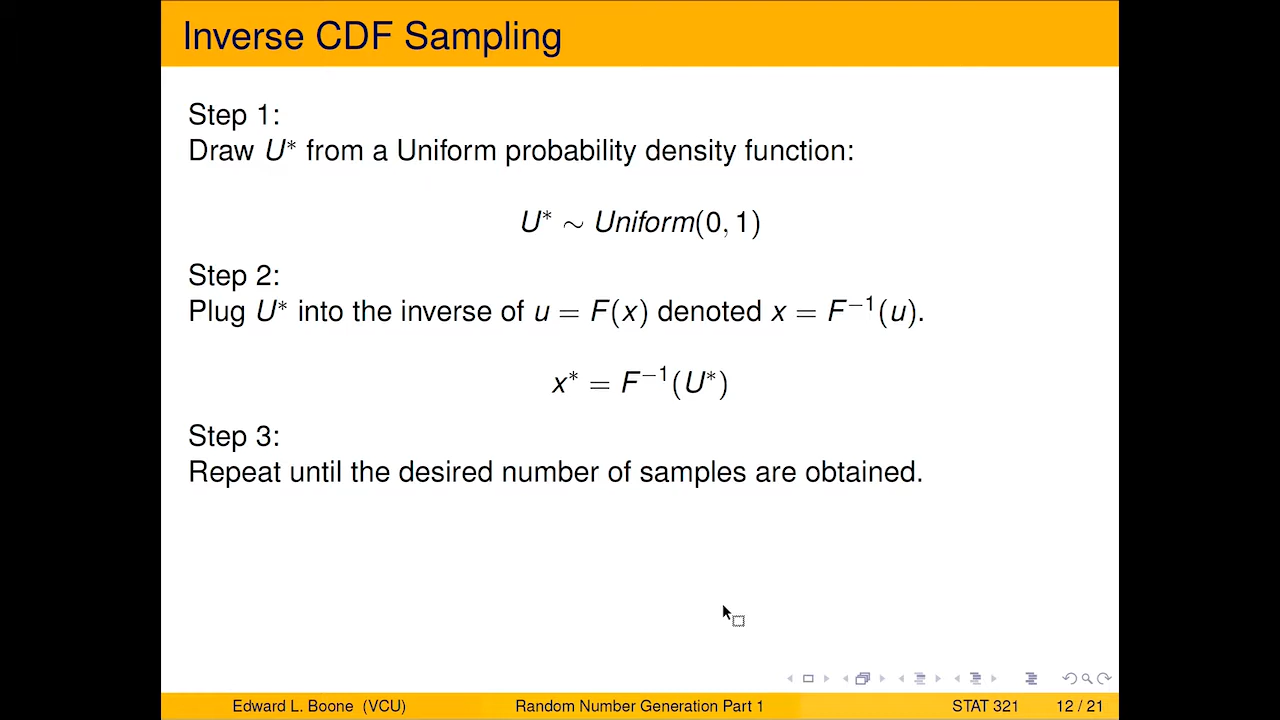 Inverse CDF Sampling
Step 1:
Draw U* from a Uniform probability density function:
U* ∼ Uniform(0, 1)
Step 2:
Plug U* into the inverse of u = F(x) denoted x = F⁻¹(u).
x* = F⁻¹(U*)
Step 3:
Repeat until the desired number of samples are obtained.
Edward L. Boone (VCU) Random Number Generation Part 1 STAT 321 12 / 21